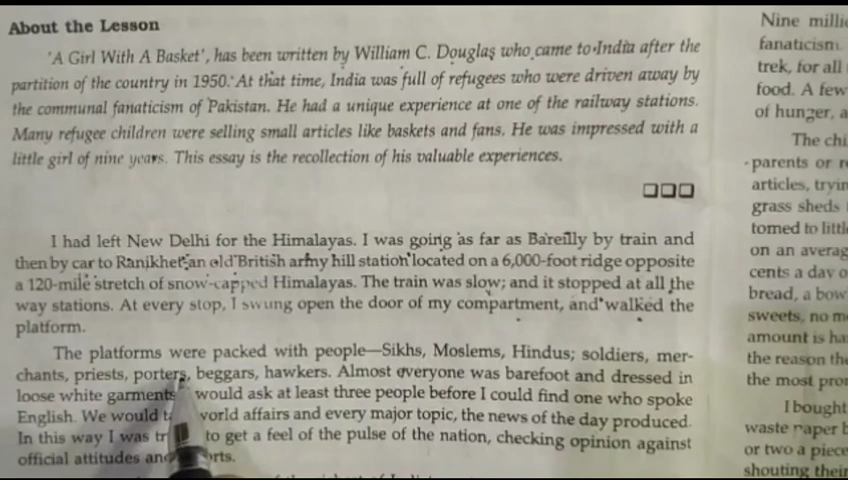 About the Lesson
'A Girl With A Basket', has been written by William C. Douglas who came to India after the
partition of the country in 1950. At that time, India was full of refugees who were driven away by
the communal fanaticism of Pakistan. He had a unique experience at one of the railway stations.
Many refugee children were selling small articles like baskets and fans. He was impressed with a
little girl of nine years. This essay is the recollection of his valuable experiences.
I had left New Delhi for the Himalayas. I was going as far as Bareilly by train and
then by car to Ranikhet, an old British army hill station located on a 6,000-foot ridge opposite
a 120-mile stretch of snow-capped Himalayas. The train was slow; and it stopped at all the
way stations. At every stop, I swung open the door of my compartment, and walked the
platform.
The platforms were packed with people—Sikhs, Moslems, Hindus; soldiers, mer-
chants, priests, porters, beggars, hawkers. Almost everyone was barefoot and dressed in
loose white garments would ask at least three people before I could find one who spoke
English. We would world affairs and every major topic, the news of the day produced.
In this way I was to get a feel of the pulse of the nation, checking opinion against
official attitudes
Nine
fanaticism.
trek, for all
food. A few
of hunger,
The
parents or
articles,
grass sheds
tomed to
on an
cents a day
bread, a
sweets, no
amount is
the reason
the most
I bought
waste paper
or two a piece
shouting their